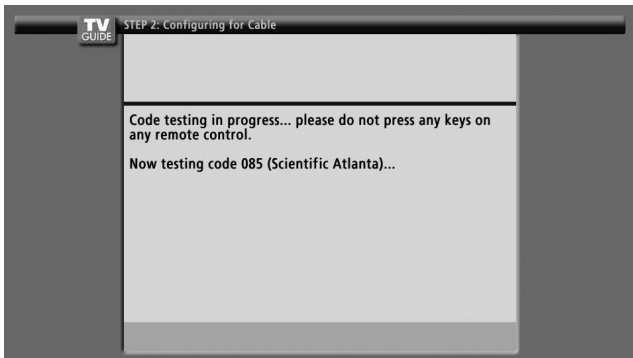 TV
GUIDE
STEP 2: Configuring for Cable
Code testing in progress... please do not press any keys on
any remote control.
Now testing code 085 (Scientific Atlanta)...